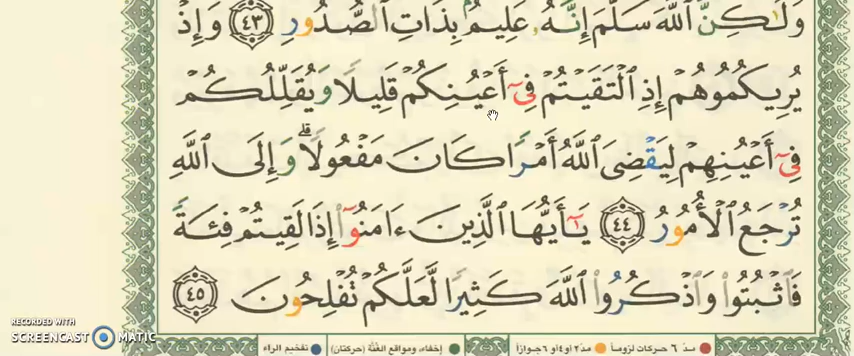 وَلَٰكِنَّ ٱللَّهَ سَلَّمَ إِنَّهُۥ عَلِيمٌۢ بِذَاتِ ٱلصُّدُورِ ٤٣ وَإِذْ
يُرِيكُمُوهُمْ إِذِ ٱلْتَقَيْتُمْ فِىٓ أَعْيُنِكُمْ قَلِيلًا وَيُقَلِّلُكُمْ
فِىٓ أَعْيُنِهِمْ لِيَقْضِىَ ٱللَّهُ أَمْرًا كَانَ مَفْعُولًا ۗ وَإِلَى ٱللَّهِ
تُرْجَعُ ٱلْأُمُورُ ٤٤ يَٰٓأَيُّهَا ٱلَّذِينَ ءَامَنُوٓا۟ إِذَا لَقِيتُمْ فِئَةً
فَٱثْبُتُوا۟ وَٱذْكُرُوا۟ ٱللَّهَ كَثِيرًا لَّعَلَّكُمْ تُفْلِحُونَ ٤٥
مدّ ٦ حركات لزوماً مدّ ٢ أو ٤ أو ٦ جوازاً إخفاء، ومواقع الغُنَّة (حركتان) تفخيم الراء
RECORDED WITH
SCREENCAST MATIC